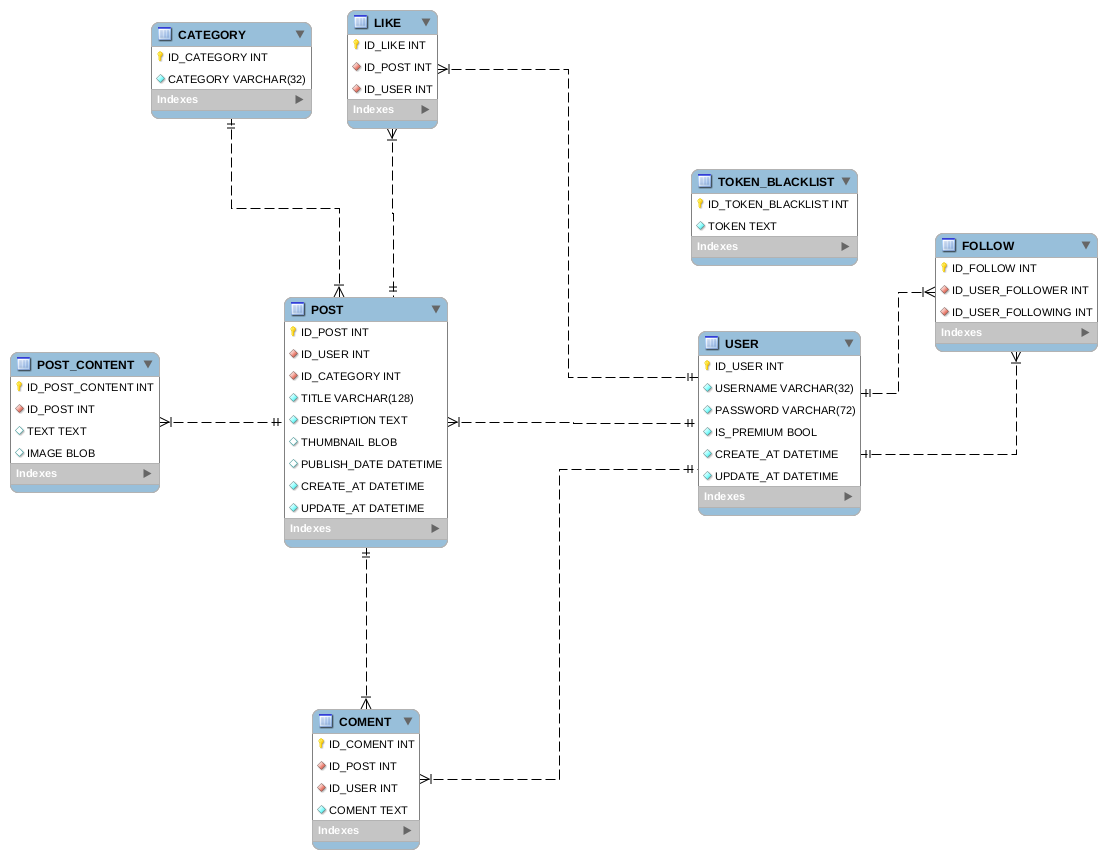 CATEGORY
ID_CATEGORY INT
CATEGORY VARCHAR(32)
Indexes
LIKE
ID_LIKE INT
ID_POST INT
ID_USER INT
Indexes
TOKEN_BLACKLIST
ID_TOKEN_BLACKLIST INT
TOKEN TEXT
Indexes
FOLLOW
ID_FOLLOW INT
ID_USER_FOLLOWER INT
ID_USER_FOLLOWING INT
Indexes
POST
ID_POST INT
ID_USER INT
ID_CATEGORY INT
TITLE VARCHAR(128)
DESCRIPTION TEXT
THUMBNAIL BLOB
PUBLISH_DATE DATETIME
CREATE_AT DATETIME
UPDATE_AT DATETIME
Indexes
POST_CONTENT
ID_POST_CONTENT INT
ID_POST INT
TEXT TEXT
IMAGE BLOB
Indexes
USER
ID_USER INT
USERNAME VARCHAR(32)
PASSWORD VARCHAR(72)
IS_PREMIUM BOOL
CREATE_AT DATETIME
UPDATE_AT DATETIME
Indexes
COMENT
ID_COMENT INT
ID_POST INT
ID_USER INT
COMENT TEXT
Indexes